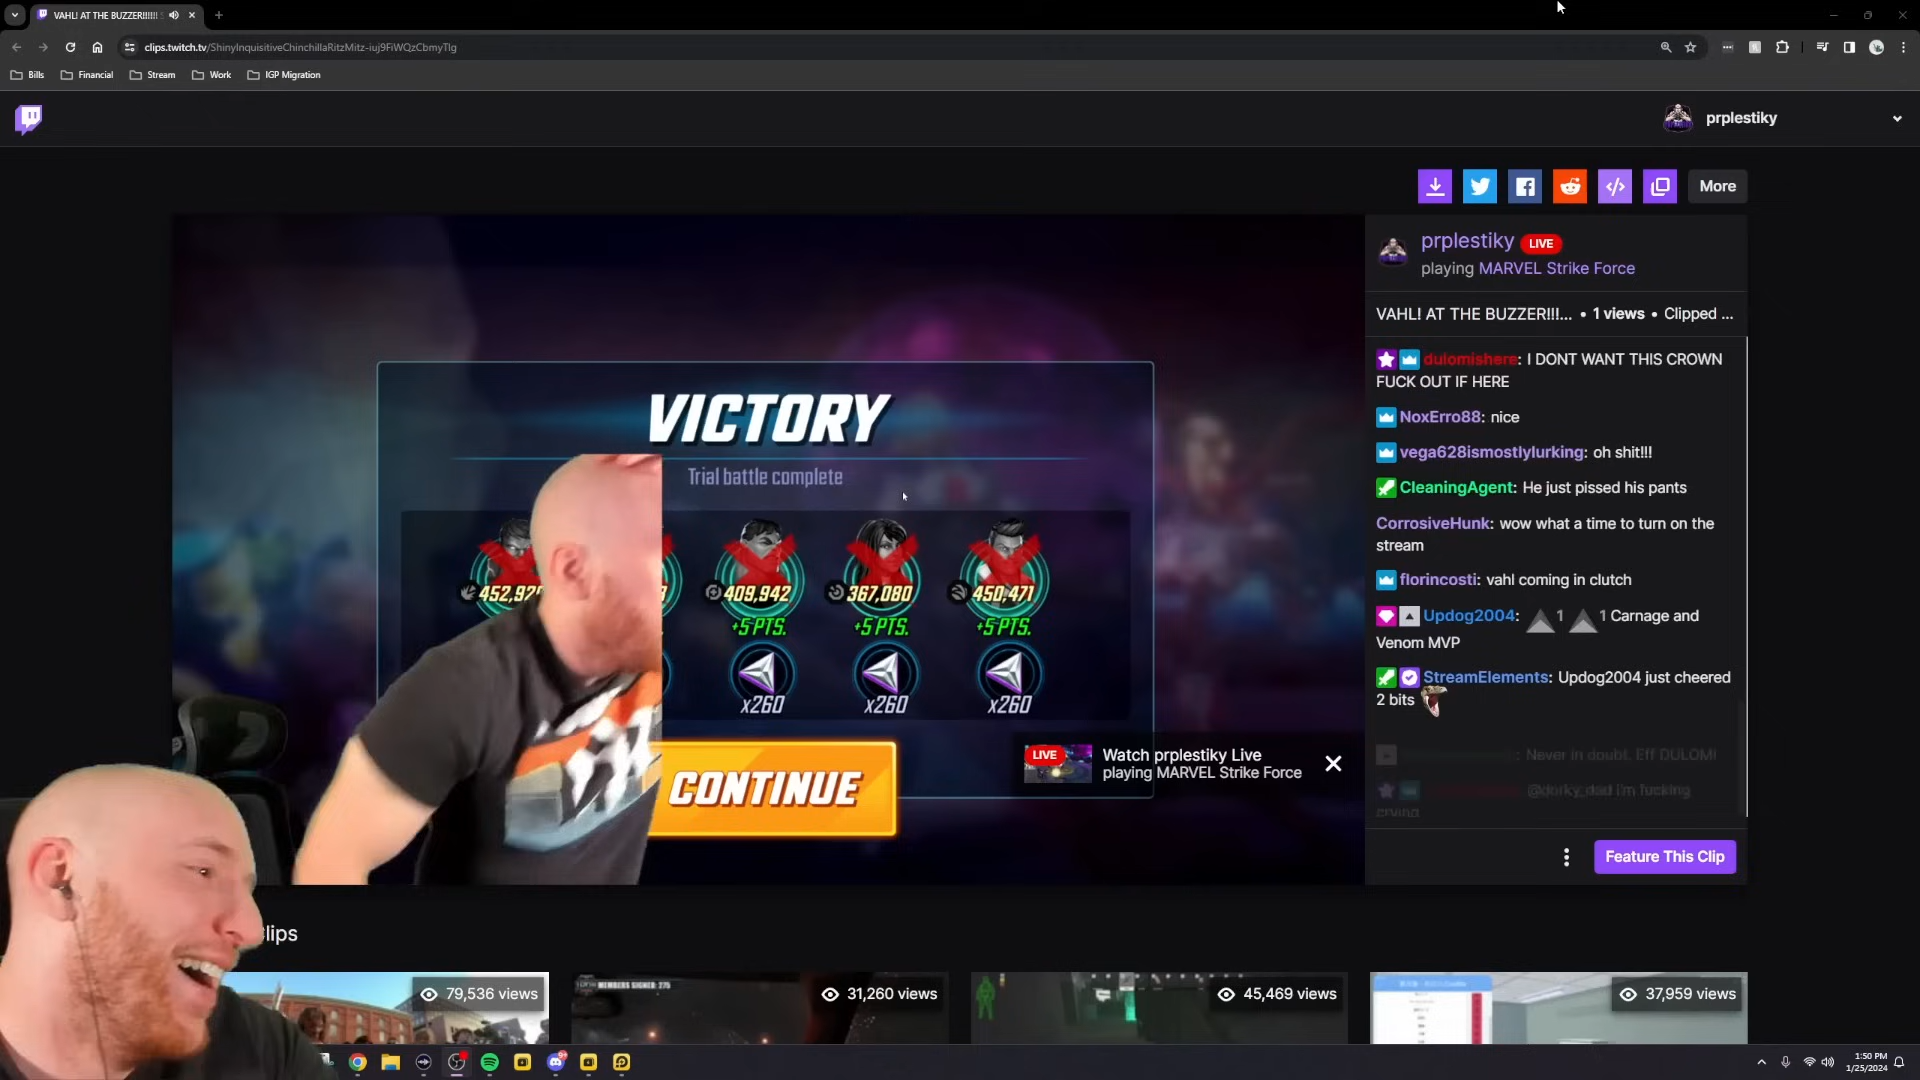 VAHL! AT THE BUZZER!!!!!!
clips.twitch.tv/ShinyInquisitiveChinchillaRitzMitz-iuj9FiWQzCbmyTlg
Bills
Financial
Stream
Work
IGP Migration
prplestiky
More
prplestiky LIVE
playing MARVEL Strike Force
VAHL! AT THE BUZZER!!!... • 1 views • Clipped ...
dulomishere: I DONT WANT THIS CROWN
FUCK OUT IF HERE
NoxErro88: nice
vega628ismostlylurking: oh shit!!!
CleaningAgent: He just pissed his pants
CorrosiveHunk: wow what a time to turn on the
stream
florincosti: vahl coming in clutch
Updog2004: 1 1 Carnage and
Venom MVP
StreamElements: Updog2004 just cheered
2 bits
: Never in doubt. Eff DULOMI
@dorky_dad I'm fucking
crying
Feature This Clip
VICTORY
Trial battle complete
409,942
367,080
450,471
+5 PTS.
+5 PTS.
+5 PTS.
x260
x260
x260
CONTINUE
LIVE
Watch prplestiky Live
playing MARVEL Strike Force
79,536 views
MEMBERS SIGNED: 275
31,260 views
45,469 views
37,959 views
1:50 PM
1/25/2024